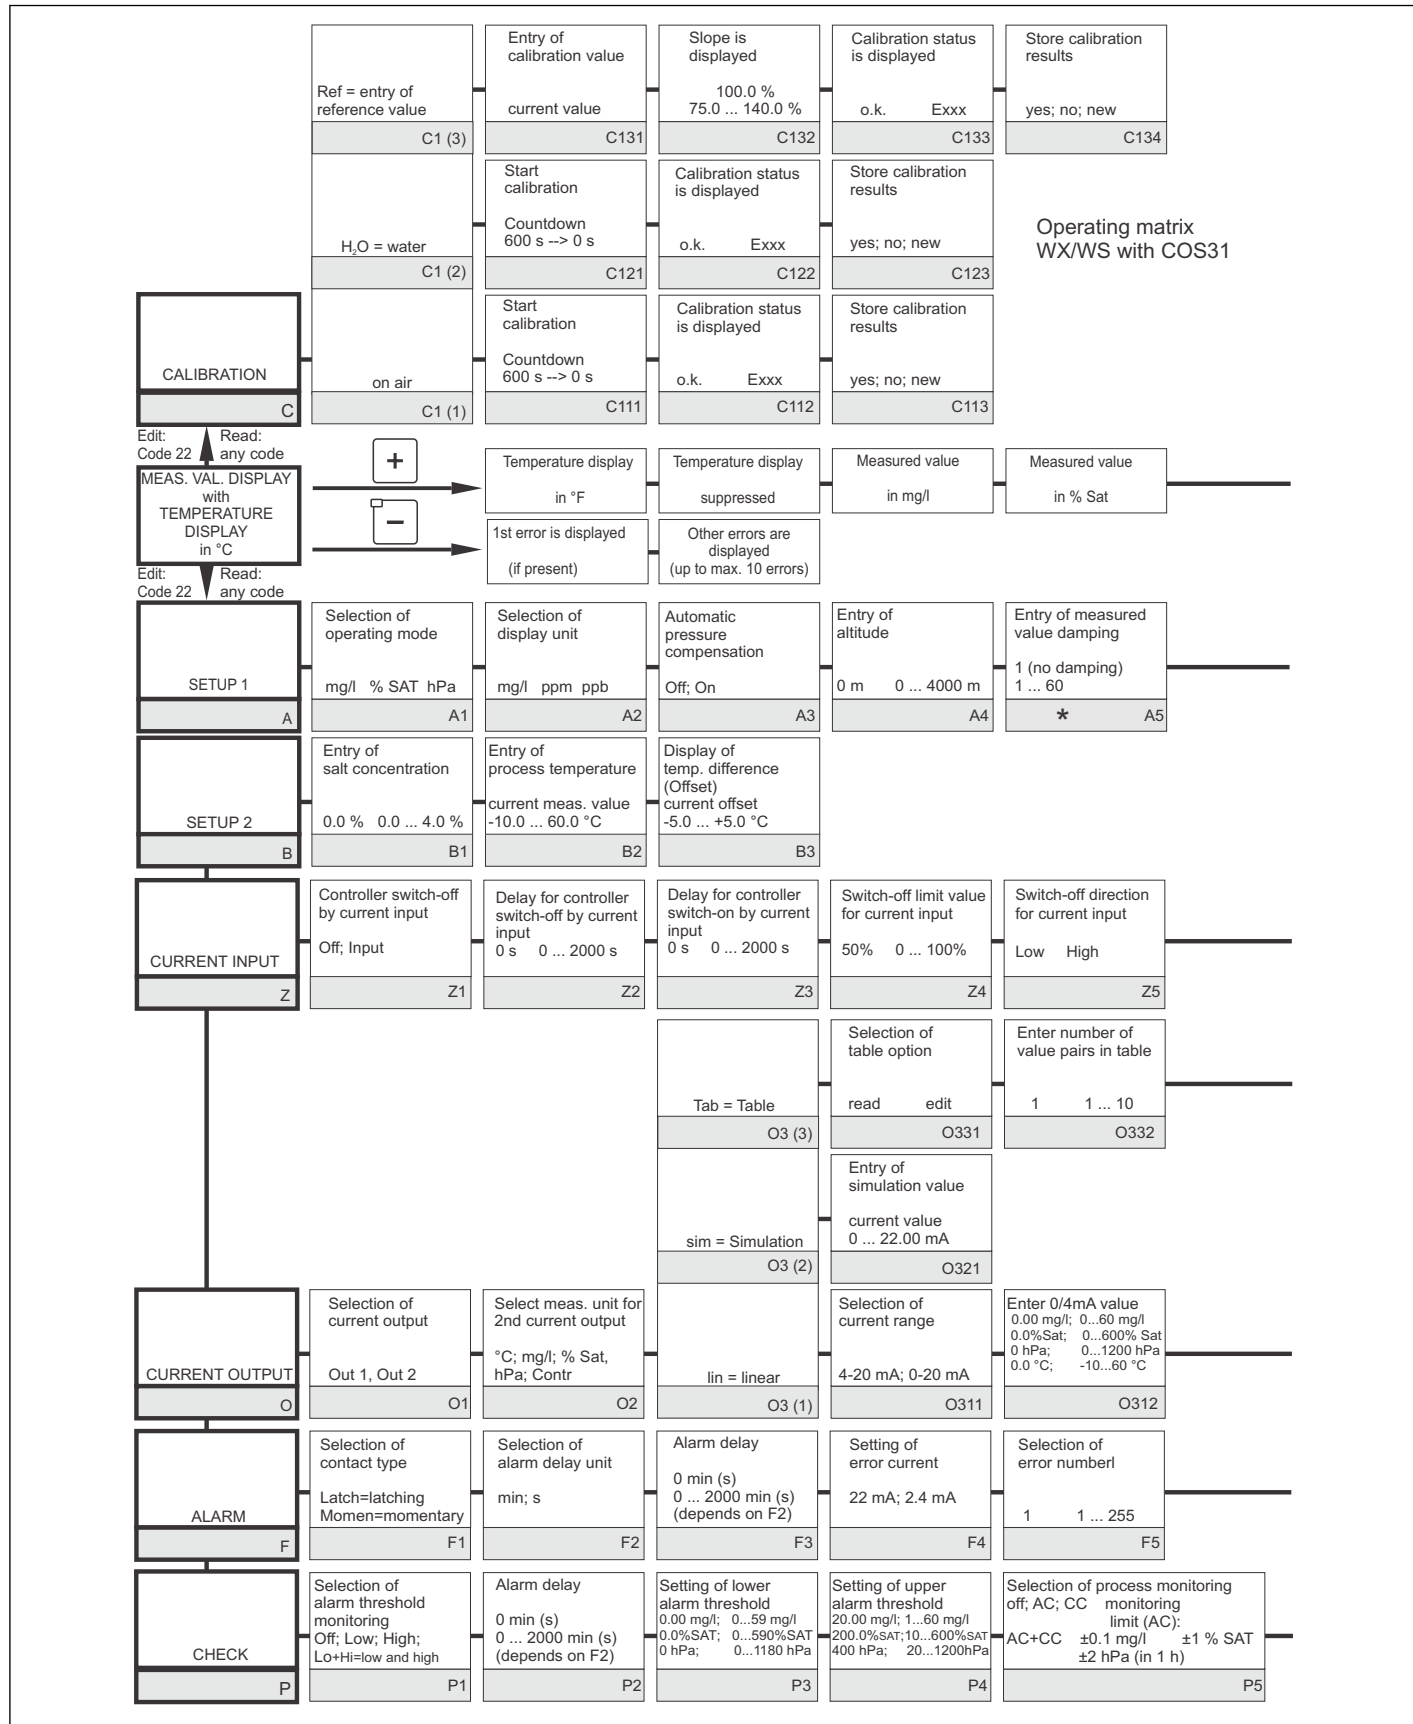 Ref = entry of
reference value
C1 (3)
Entry of
calibration value
current value
C131
Slope is
displayed
100.0 %
75.0 ... 140.0 %
C132
Calibration status
is displayed
o.k. Exxx
C133
Store calibration
results
yes; no; new
C134
H2O = water
C1 (2)
Start
calibration
Countdown
600 s --> 0 s
C121
Calibration status
is displayed
o.k. Exxx
C122
Store calibration
results
yes; no; new
C123
Operating matrix
WX/WS with COS31
CALIBRATION
C
on air
C1 (1)
Start
calibration
Countdown
600 s --> 0 s
C111
Calibration status
is displayed
o.k. Exxx
C112
Store calibration
results
yes; no; new
C113
Edit: Read:
Code 22 any code
MEAS. VAL. DISPLAY
with
TEMPERATURE
DISPLAY
in °C
+
Temperature display
in °F
Temperature display
suppressed
Measured value
in mg/l
Measured value
in % Sat
−
1st error is displayed
(if present)
Other errors are
displayed
(up to max. 10 errors)
Edit: Read:
Code 22 any code
SETUP 1
A
Selection of
operating mode
mg/l % SAT hPa
A1
Selection of
display unit
mg/l ppm ppb
A2
Automatic
pressure
compensation
Off; On
A3
Entry of
altitude
0 m 0 ... 4000 m
A4
Entry of measured
value damping
1 (no damping)
1 ... 60
* A5
SETUP 2
B
Entry of
salt concentration
0.0 % 0.0 ... 4.0 %
B1
Entry of
process temperature
current meas. value
-10.0 ... 60.0 °C
B2
Display of
temp. difference
(Offset)
current offset
-5.0 ... +5.0 °C
B3
CURRENT INPUT
Z
Controller switch-off
by current input
Off; Input
Z1
Delay for controller
switch-off by current
input
0 s 0 ... 2000 s
Z2
Delay for controller
switch-on by current
input
0 s 0 ... 2000 s
Z3
Switch-off limit value
for current input
50% 0 ... 100%
Z4
Switch-off direction
for current input
Low High
Z5
Tab = Table
O3 (3)
Selection of
table option
read edit
O331
Enter number of
value pairs in table
1 1 ... 10
O332
sim = Simulation
O3 (2)
Entry of
simulation value
current value
0 ... 22.00 mA
O321
CURRENT OUTPUT
O
Selection of
current output
Out 1, Out 2
O1
Select meas. unit for
2nd current output
°C; mg/l; % Sat,
hPa; Contr
O2
lin = linear
O3 (1)
Selection of
current range
4-20 mA; 0-20 mA
O311
Enter 0/4mA value
0.00 mg/l; 0...60 mg/l
0.0%Sat; 0...600% Sat
0 hPa; 0...1200 hPa
0.0 °C; -10...60 °C
O312
ALARM
F
Selection of
contact type
Latch=latching
Momen=momentary
F1
Selection of
alarm delay unit
min; s
F2
Alarm delay
0 min (s)
0 ... 2000 min (s)
(depends on F2)
F3
Setting of
error current
22 mA; 2.4 mA
F4
Selection of
error numberl
1 1 ... 255
F5
CHECK
P
Selection of
alarm threshold
monitoring
Off; Low; High;
Lo+Hi=low and high
P1
Alarm delay
0 min (s)
0 ... 2000 min (s)
(depends on F2)
P2
Setting of lower
alarm threshold
0.00 mg/l; 0...59 mg/l
0.0%SAT; 0...590%SAT
0 hPa; 0...1180 hPa
P3
Setting of upper
alarm threshold
20.00 mg/l; 1...60 mg/l
200.0%SAT;10...600%SAT
400 hPa; 20...1200hPa
P4
Selection of process monitoring
off; AC; CC monitoring
limit (AC):
AC+CC ±0.1 mg/l ±1 % SAT
±2 hPa (in 1 h)
P5